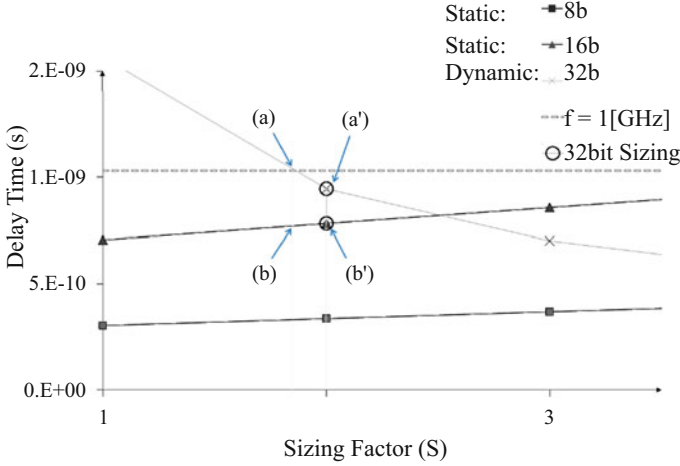 Static: 8b
Static: 16b
Dynamic: 32b
f = 1[GHz]
32bit Sizing
2.E-09
1.E-09
5.E-10
0.E+00
Delay Time (s)
(a)
(a')
(b)
(b')
1
3
Sizing Factor (S)